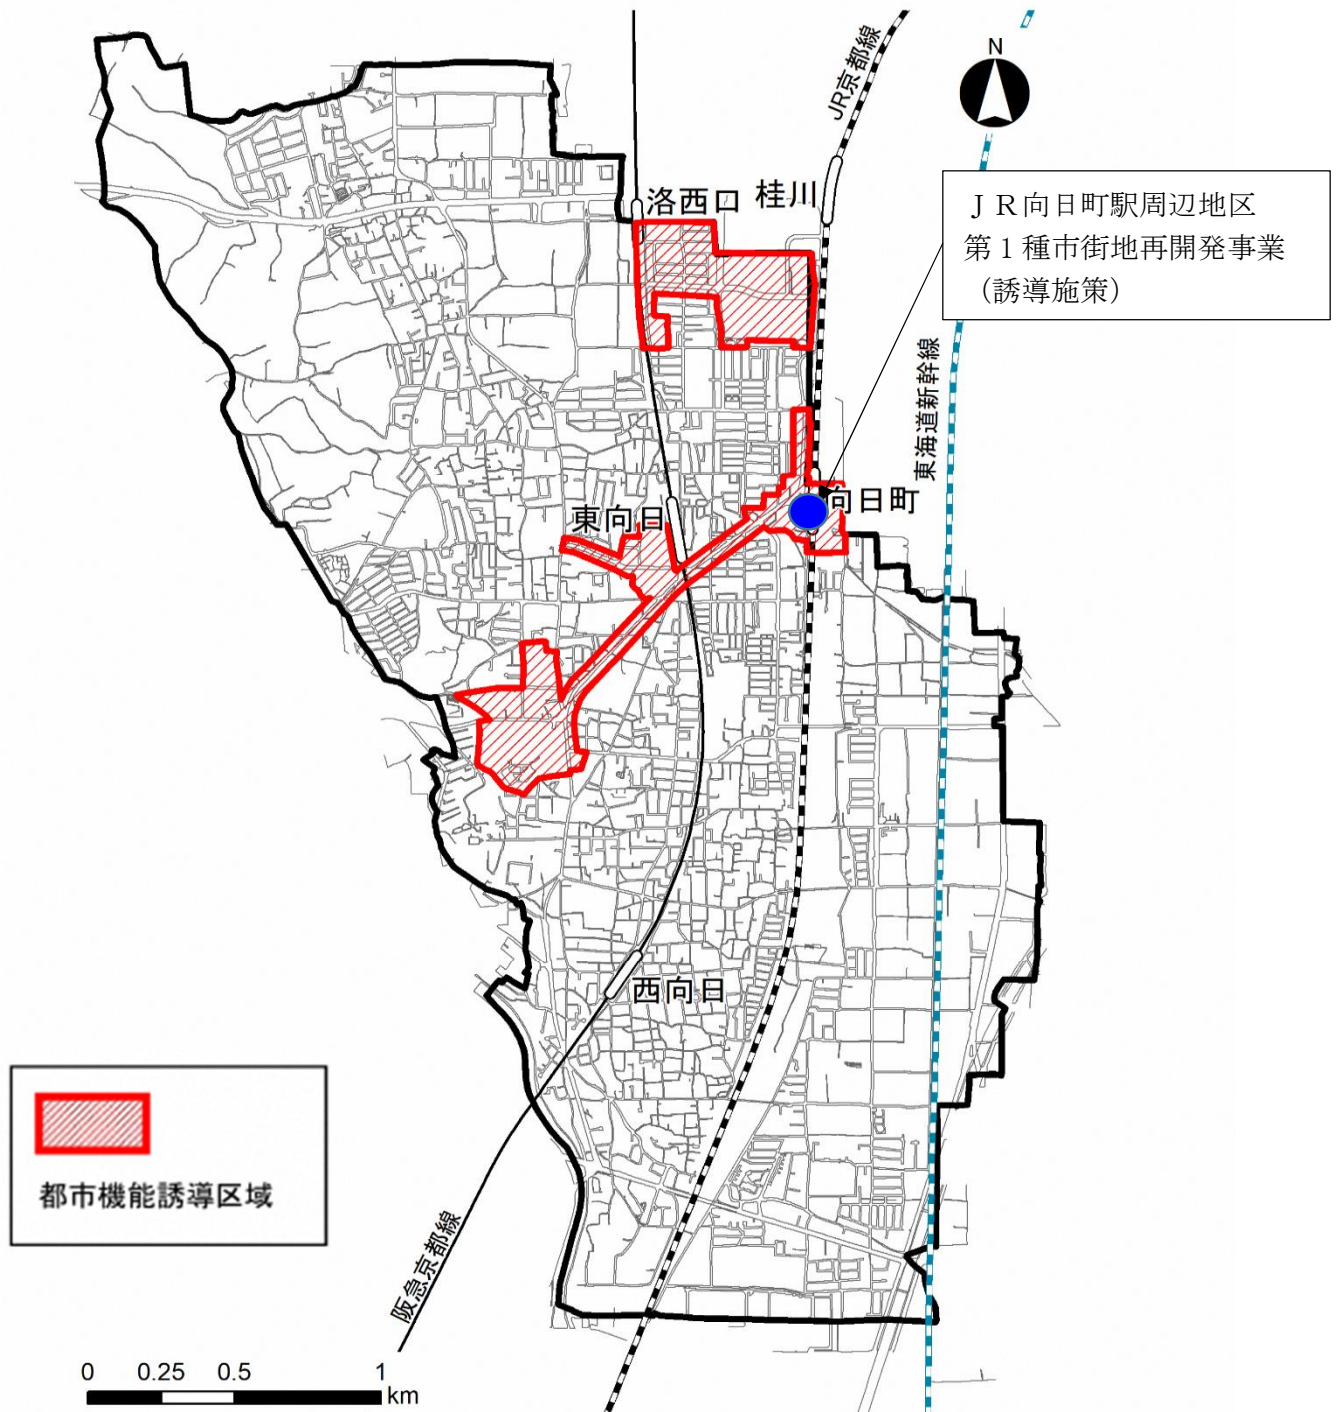 N
JR京都線
洛西口
桂川
ＪＲ向日町駅周辺地区
第１種市街地再開発事業
（誘導施策）
東海道新幹線
向日町
東向日
西向日
都市機能誘導区域
阪急京都線
0 0.25 0.5 1
km